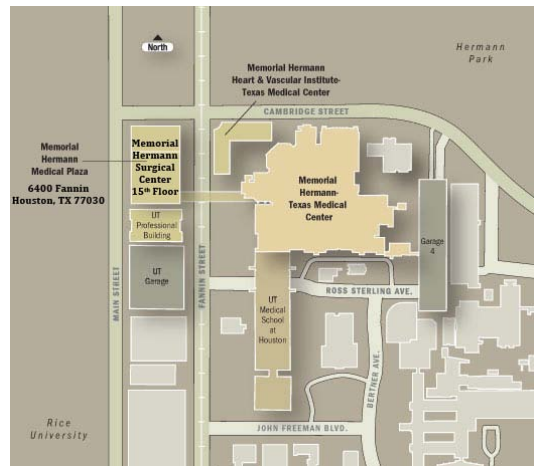 North
Hermann
Park
Memorial Hermann
Heart & Vascular Institute-
Texas Medical Center
CAMBRIDGE STREET
Memorial
Hermann
Medical Plaza
6400 Fannin
Houston, TX 77030
Memorial
Hermann
Surgical
Center
15th Floor
Memorial
Hermann-
Texas Medical
Center
UT
Professional
Building
UT
Garage
MAIN STREET
FANNIN STREET
Garage
4
ROSS STERLING AVE.
UT
Medical
School
at
Houston
BERTNER AVE.
JOHN FREEMAN BLVD.
Rice
University